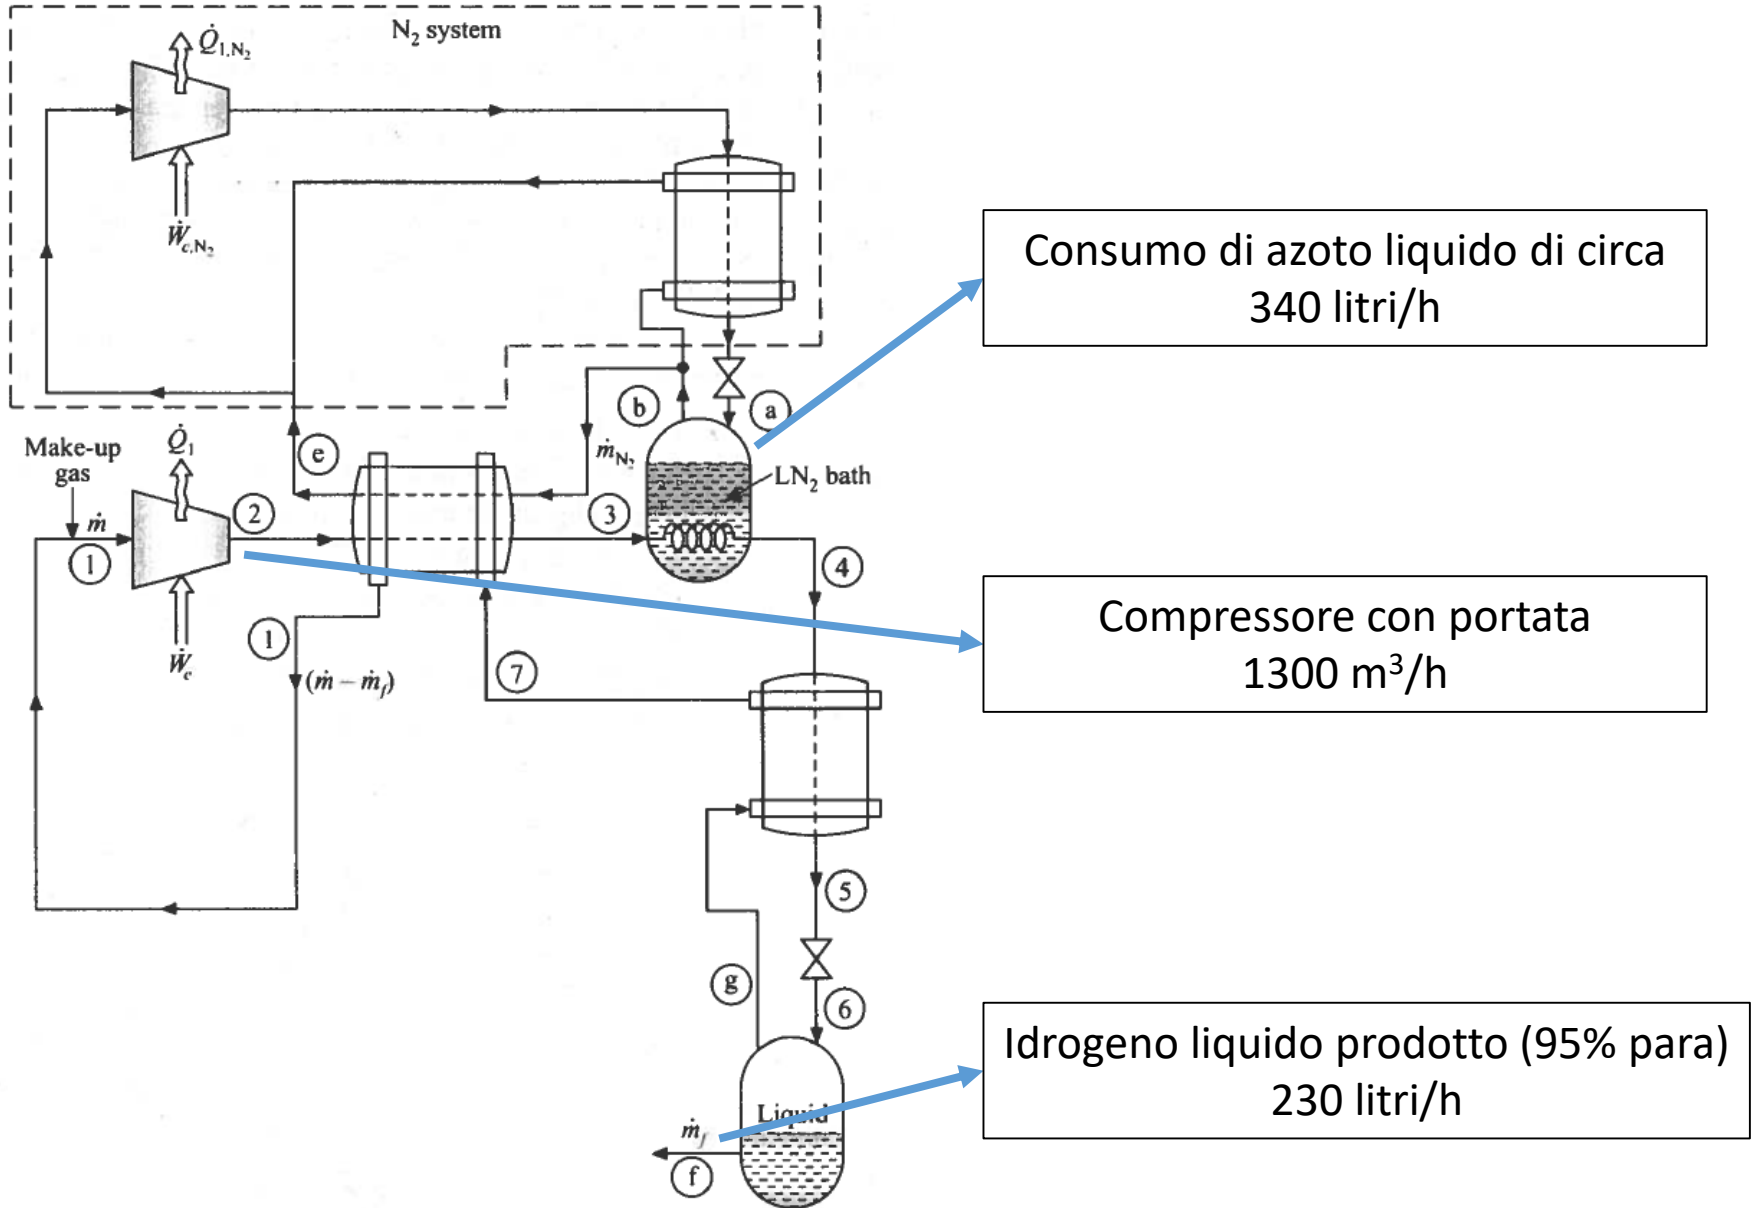 N₂ system
Q̇₁,N₂
Ẇc,N₂
Consumo di azoto liquido di circa
340 litri/h
b
a
ṁN₂
LN₂ bath
Make-up
gas
ṁ
Q̇₁
e
1
2
3
4
Ẇc
1
(ṁ − ṁf)
7
Compressore con portata
1300 m³/h
5
g
6
Idrogeno liquido prodotto (95% para)
230 litri/h
Liquid
ṁf
f